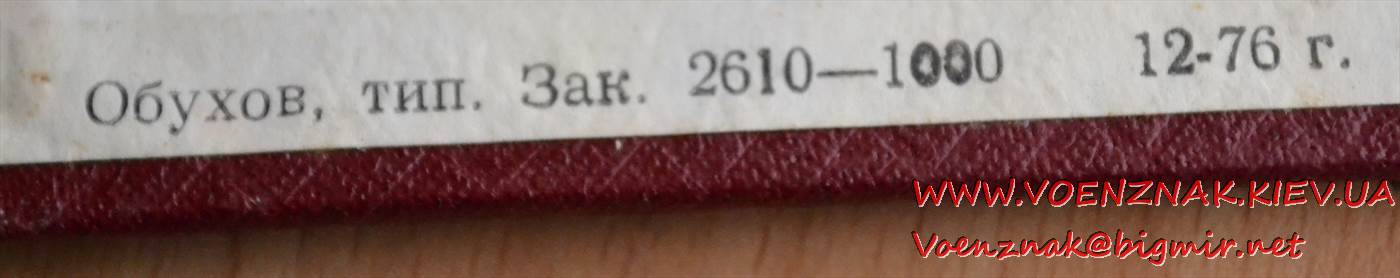 Обухов, тип. Зак. 2610—1000 12-76 г.
WWW.VOENZNAK.KIEV.UA
Voenznak@bigmir.net